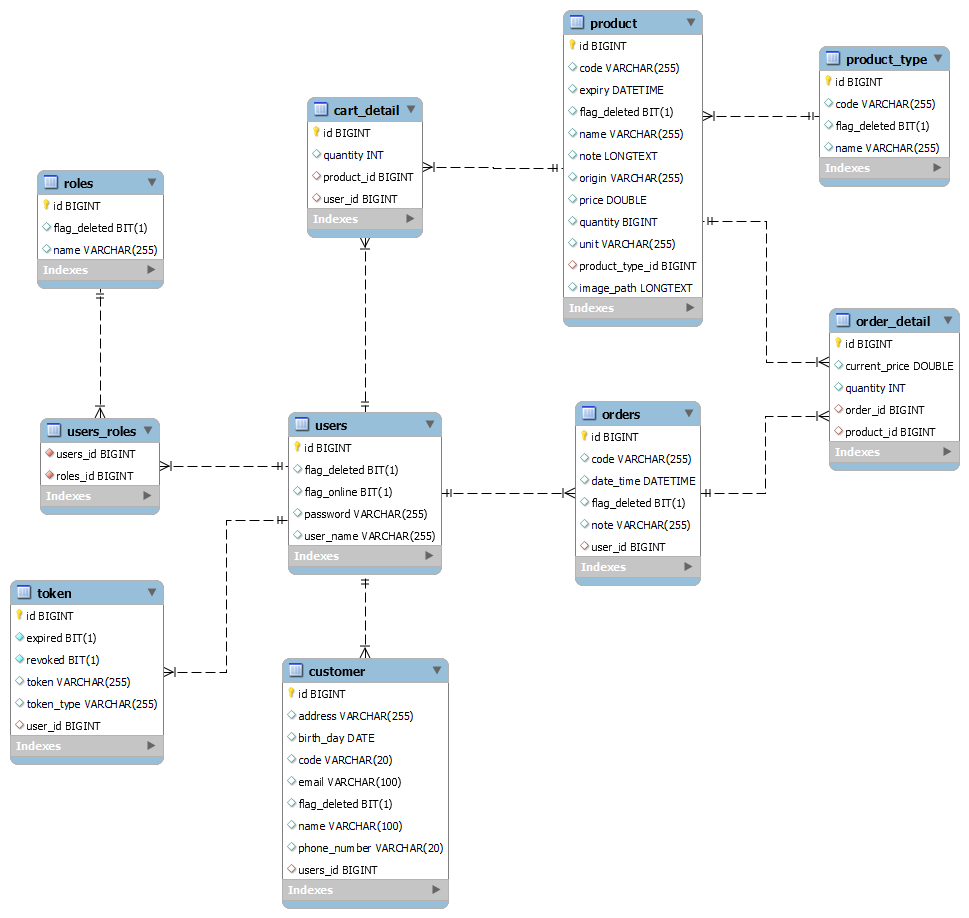 product
id BIGINT
code VARCHAR(255)
expiry DATETIME
flag_deleted BIT(1)
name VARCHAR(255)
note LONGTEXT
origin VARCHAR(255)
price DOUBLE
quantity BIGINT
unit VARCHAR(255)
product_type_id BIGINT
image_path LONGTEXT
Indexes
product_type
id BIGINT
code VARCHAR(255)
flag_deleted BIT(1)
name VARCHAR(255)
Indexes
cart_detail
id BIGINT
quantity INT
product_id BIGINT
user_id BIGINT
Indexes
roles
id BIGINT
flag_deleted BIT(1)
name VARCHAR(255)
Indexes
order_detail
id BIGINT
current_price DOUBLE
quantity INT
order_id BIGINT
product_id BIGINT
Indexes
users_roles
users_id BIGINT
roles_id BIGINT
Indexes
users
id BIGINT
flag_deleted BIT(1)
flag_online BIT(1)
password VARCHAR(255)
user_name VARCHAR(255)
Indexes
orders
id BIGINT
code VARCHAR(255)
date_time DATETIME
flag_deleted BIT(1)
note VARCHAR(255)
user_id BIGINT
Indexes
token
id BIGINT
expired BIT(1)
revoked BIT(1)
token VARCHAR(255)
token_type VARCHAR(255)
user_id BIGINT
Indexes
customer
id BIGINT
address VARCHAR(255)
birth_day DATE
code VARCHAR(20)
email VARCHAR(100)
flag_deleted BIT(1)
name VARCHAR(100)
phone_number VARCHAR(20)
users_id BIGINT
Indexes